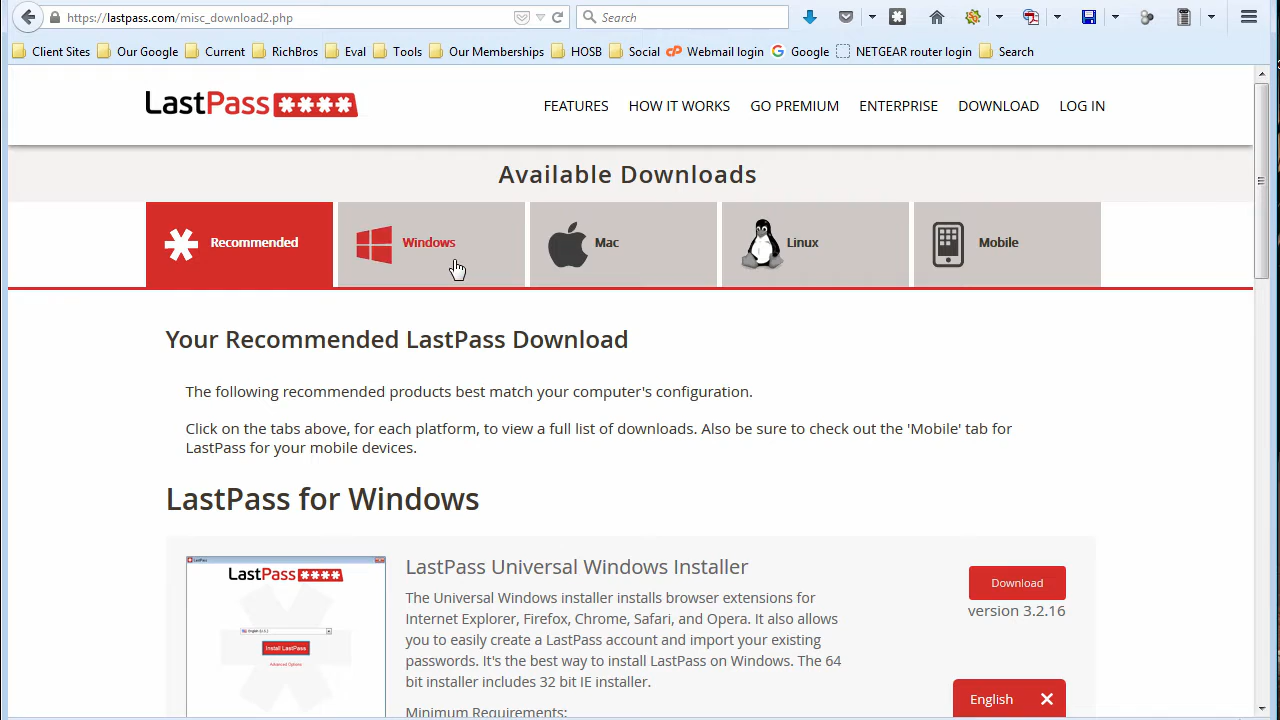 https://lastpass.com/misc_download2.php
Search
Client Sites Our Google Current RichBros Eval Tools Our Memberships HOSB Social Webmail login Google NETGEAR router login Search
LastPass ****
FEATURES HOW IT WORKS GO PREMIUM ENTERPRISE DOWNLOAD LOG IN
Available Downloads
Recommended Windows Mac Linux Mobile
Your Recommended LastPass Download
The following recommended products best match your computer's configuration.
Click on the tabs above, for each platform, to view a full list of downloads. Also be sure to check out the 'Mobile' tab for
LastPass for your mobile devices.
LastPass for Windows
LastPass
LastPass ****
Install LastPass
Advanced Options
LastPass Universal Windows Installer
The Universal Windows installer installs browser extensions for
Internet Explorer, Firefox, Chrome, Safari, and Opera. It also allows
you to easily create a LastPass account and import your existing
passwords. It's the best way to install LastPass on Windows. The 64
bit installer includes 32 bit IE installer.
Minimum Requirements:
Download
version 3.2.16
English ×